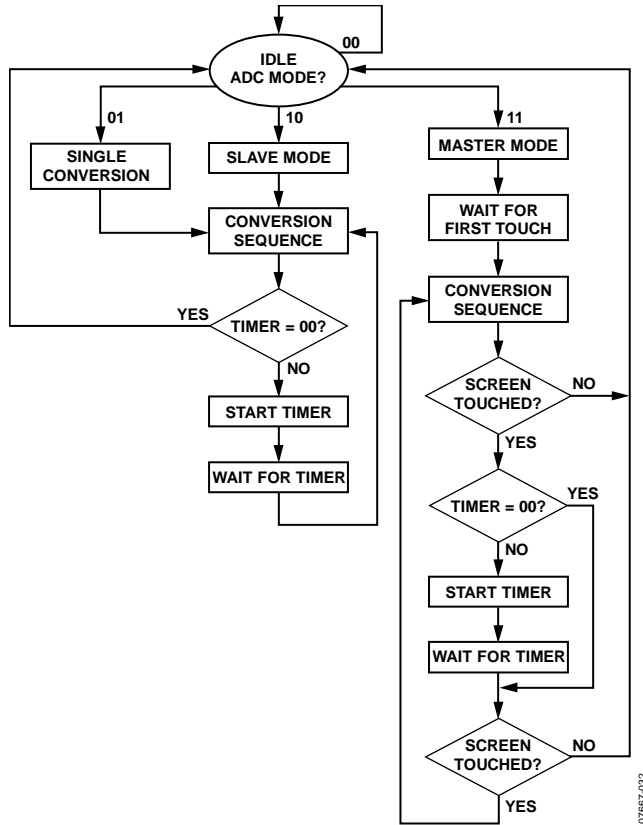 00
IDLE
ADC MODE?
01
10
11
SINGLE
CONVERSION
SLAVE MODE
MASTER MODE
WAIT FOR
FIRST TOUCH
CONVERSION
SEQUENCE
CONVERSION
SEQUENCE
YES
TIMER = 00?
NO
START TIMER
WAIT FOR TIMER
SCREEN
TOUCHED?
NO
YES
TIMER = 00?
YES
NO
START TIMER
WAIT FOR TIMER
SCREEN
TOUCHED?
NO
YES
07667-032